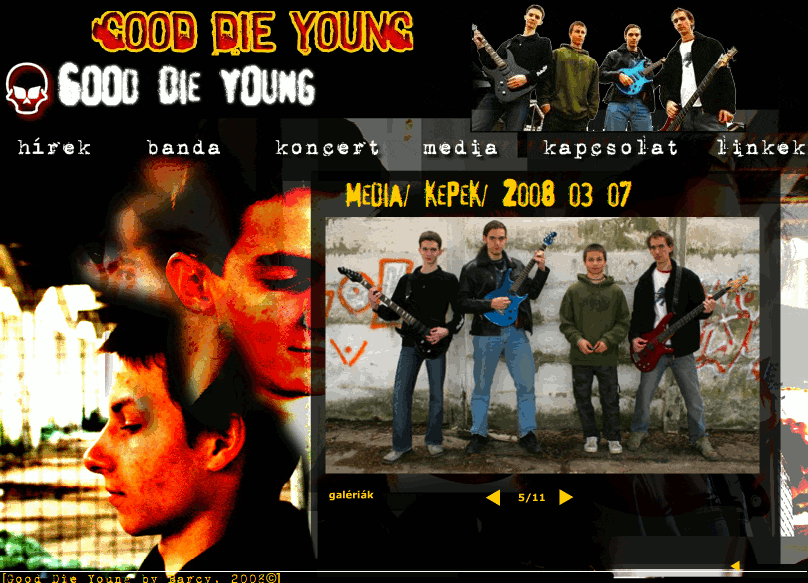 GOOD DIE YOUNG
GOOD DIE YOUNG
hírek banda koncert media kapcsolat linkek
MEDIA/ KEPEK/ 2008 03 07
galériák 5/11
[Good Die Young by Marcy, 2008©]